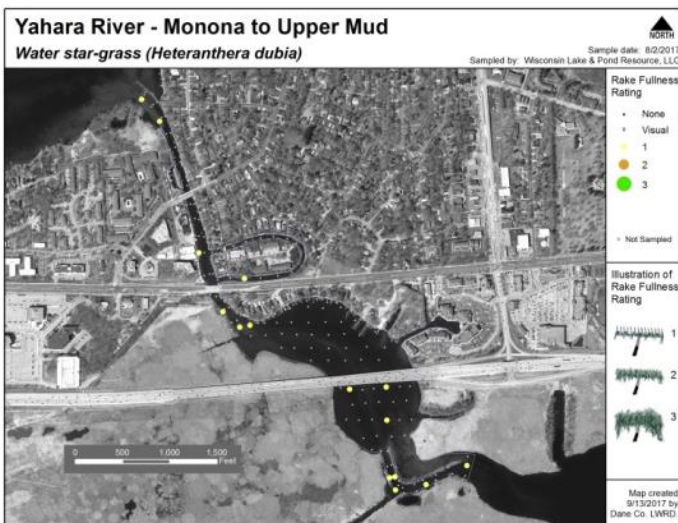 Yahara River - Monona to Upper Mud
Water star-grass (Heteranthera dubia)
NORTH
Sample date: 8/2/2017
Sampled by: Wisconsin Lake & Pond Resource, LLC
Rake Fullness
Rating
None
Visual
1
2
3
Not Sampled
Illustration of
Rake Fullness
Rating
1
2
3
0 500 1,000 1,500
Feet
Map created
9/13/2017 by
Dane Co. LWRD.